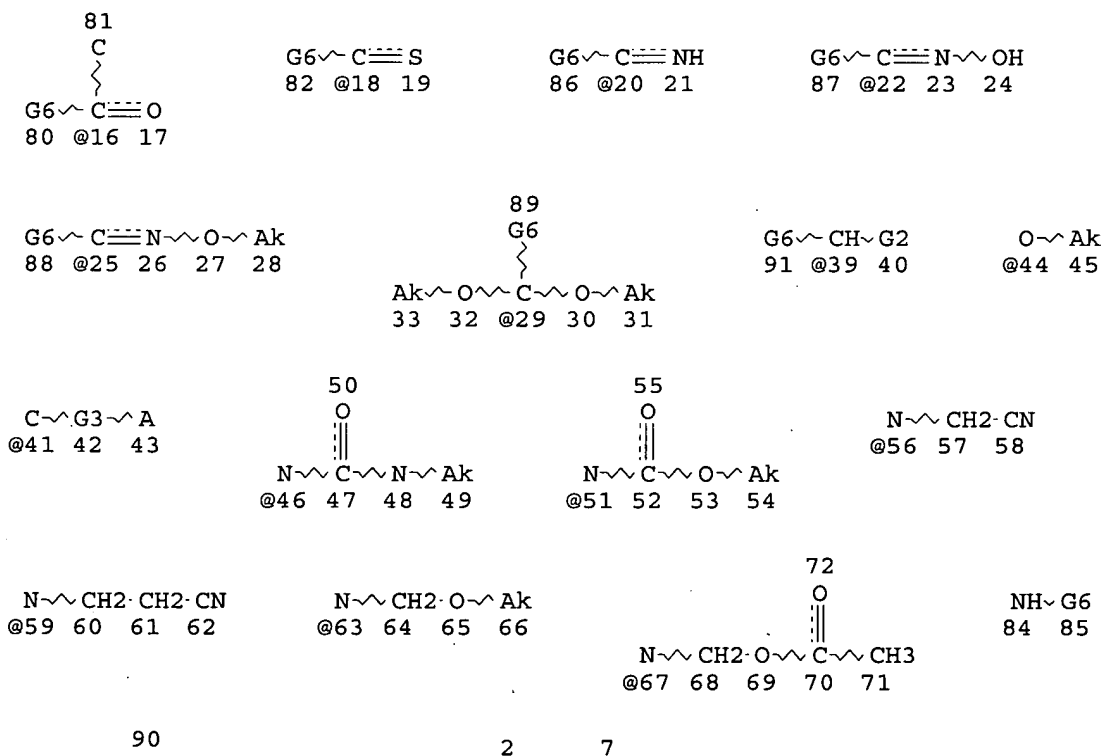 81
C
G6 C S
82 @18 19
G6 C NH
86 @20 21
G6 C N OH
87 @22 23 24
G6 C O
80 @16 17
89
G6
G6 C N O Ak
88 @25 26 27 28
G6 CH G2
91 @39 40
O Ak
@44 45
Ak O C O Ak
33 32 @29 30 31
50
O
55
O
C G3 A
@41 42 43
N CH2 CN
@56 57 58
N C N Ak
@46 47 48 49
N C O Ak
@51 52 53 54
72
O
N CH2 CH2 CN
@59 60 61 62
N CH2 O Ak
@63 64 65 66
NH G6
84 85
N CH2 O C CH3
@67 68 69 70 71
90
2 7